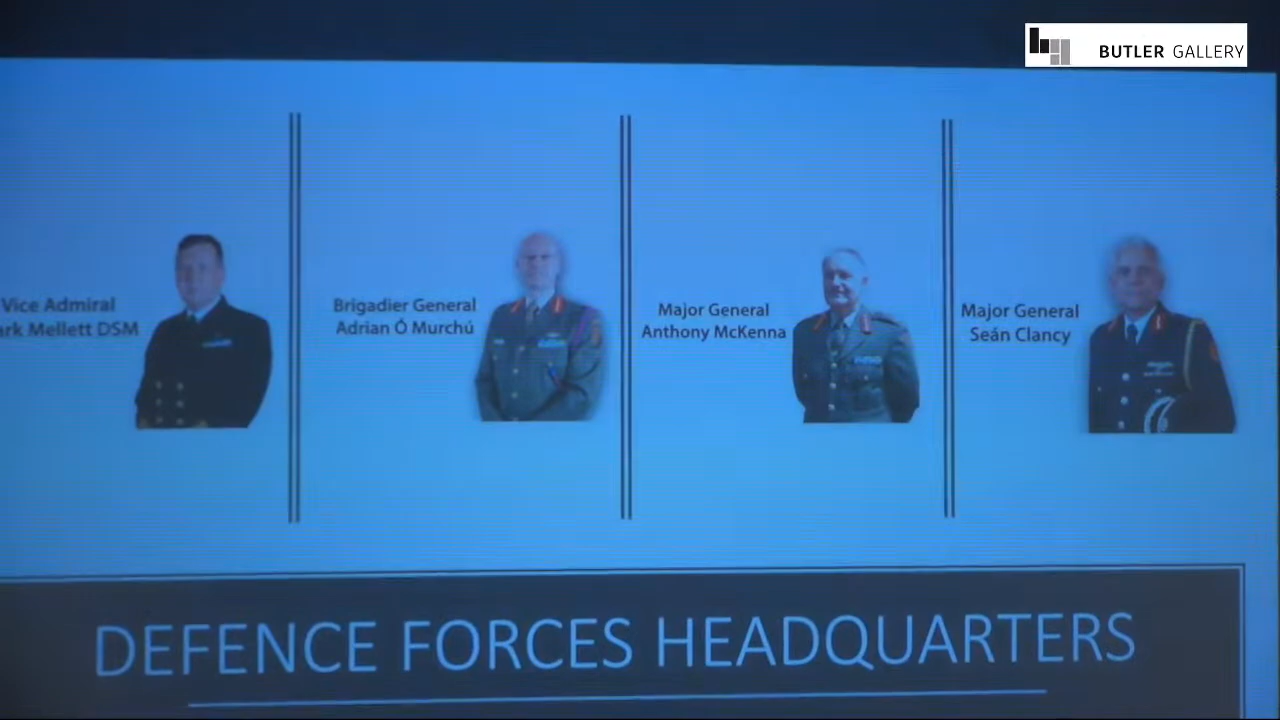 BUTLER GALLERY
Vice Admiral
ark Mellett DSM
Brigadier General
Adrian Ó Murchú
Major General
Anthony McKenna
Major General
Seán Clancy
DEFENCE FORCES HEADQUARTERS